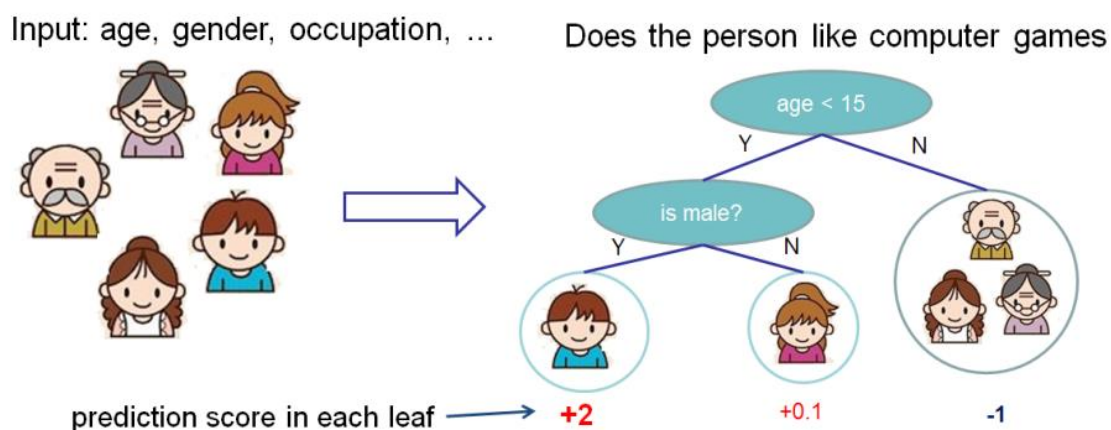 Input: age, gender, occupation, ...
Does the person like computer games
age < 15
Y
N
is male?
Y
N
prediction score in each leaf
+2
+0.1
-1